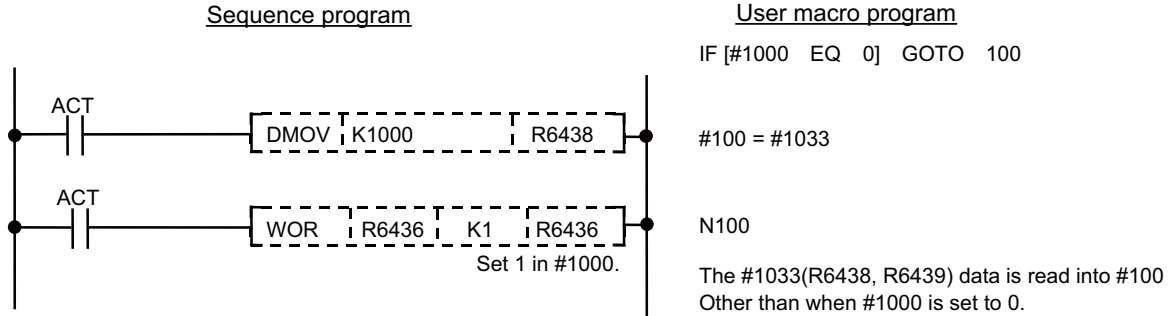 Sequence program
User macro program
IF [#1000 EQ 0] GOTO 100
ACT
DMOV K1000 R6438
#100 = #1033
ACT
WOR R6436 K1 R6436
N100
Set 1 in #1000.
The #1033(R6438, R6439) data is read into #100
Other than when #1000 is set to 0.